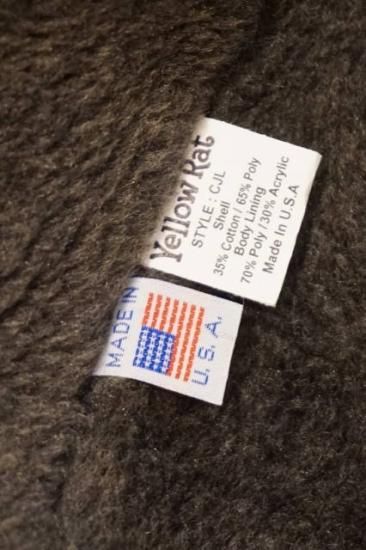 Yellow Rat
STYLE : CJL
Shell
35% Cotton / 65% Poly
Body Lining
70% Poly / 30% Acrylic
Made In U.S.A
MADE IN
U.S.A.